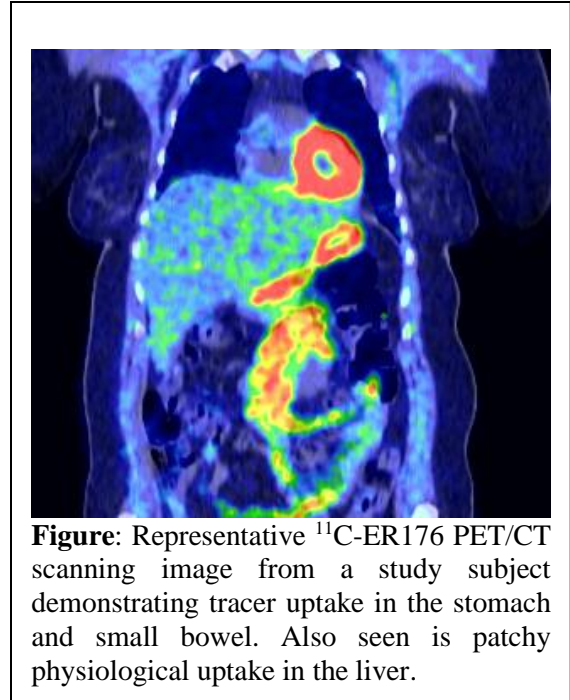 Figure: Representative ¹¹C-ER176 PET/CT
scanning image from a study subject
demonstrating tracer uptake in the stomach
and small bowel. Also seen is patchy
physiological uptake in the liver.